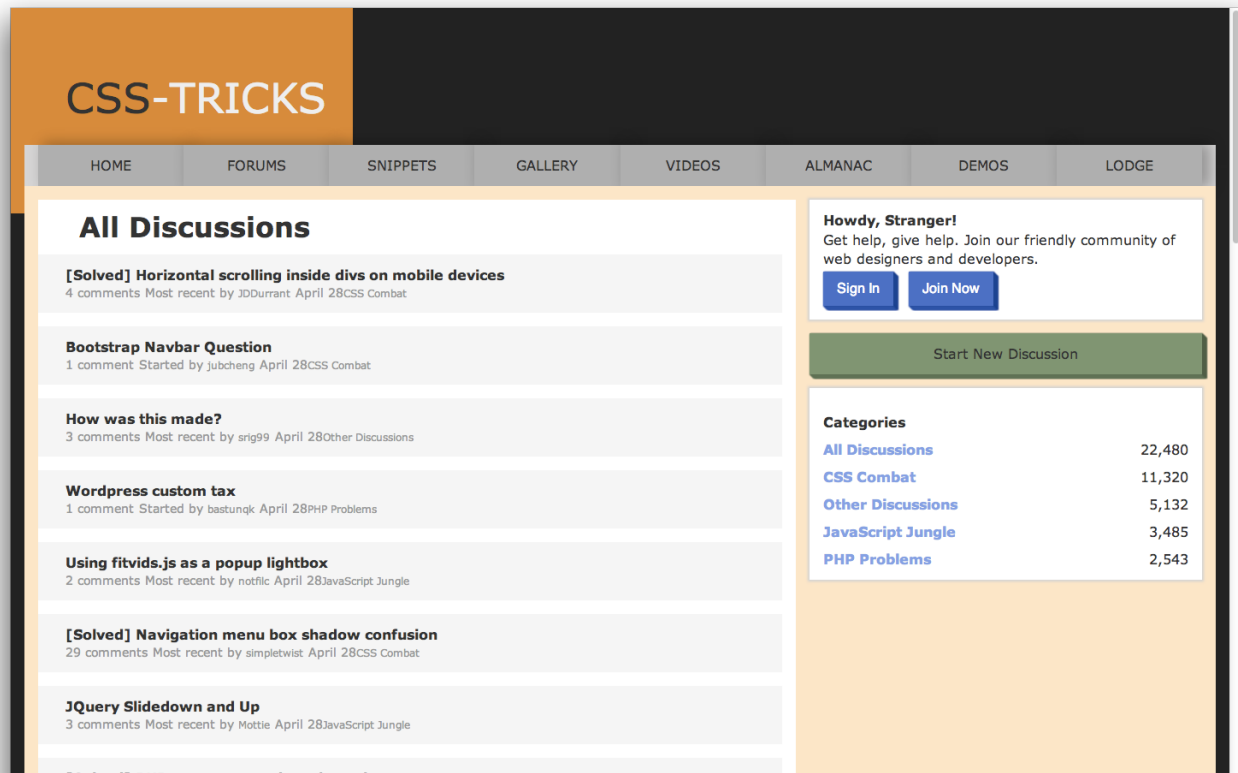 CSS-TRICKS
HOME FORUMS SNIPPETS GALLERY VIDEOS ALMANAC DEMOS LODGE
All Discussions
[Solved] Horizontal scrolling inside divs on mobile devices
4 comments Most recent by JDDurrant April 28CSS Combat
Bootstrap Navbar Question
1 comment Started by jubcheng April 28CSS Combat
How was this made?
3 comments Most recent by srig99 April 28Other Discussions
Wordpress custom tax
1 comment Started by bastunqk April 28PHP Problems
Using fitvids.js as a popup lightbox
2 comments Most recent by notfilc April 28JavaScript Jungle
[Solved] Navigation menu box shadow confusion
29 comments Most recent by simpletwist April 28CSS Combat
JQuery Slidedown and Up
3 comments Most recent by Mottie April 28JavaScript Jungle
Howdy, Stranger!
Get help, give help. Join our friendly community of
web designers and developers.
Sign In Join Now
Start New Discussion
Categories
All Discussions 22,480
CSS Combat 11,320
Other Discussions 5,132
JavaScript Jungle 3,485
PHP Problems 2,543